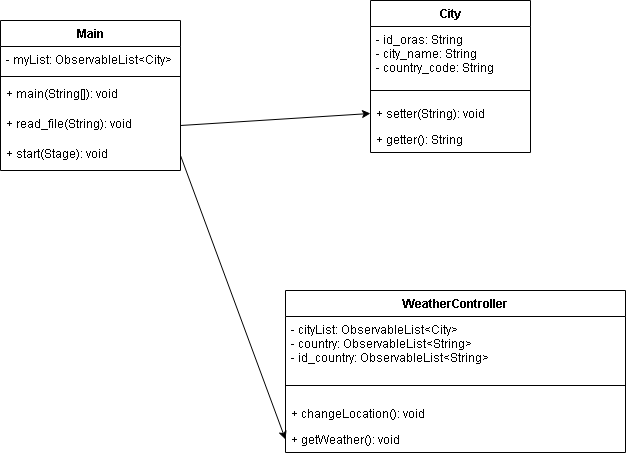 Main
- myList: ObservableList<City>
+ main(String[]): void
+ read_file(String): void
+ start(Stage): void
City
- id_oras: String
- city_name: String
- country_code: String
+ setter(String): void
+ getter(): String
WeatherController
- cityList: ObservableList<City>
- country: ObservableList<String>
- id_country: ObservableList<String>
+ changeLocation(): void
+ getWeather(): void